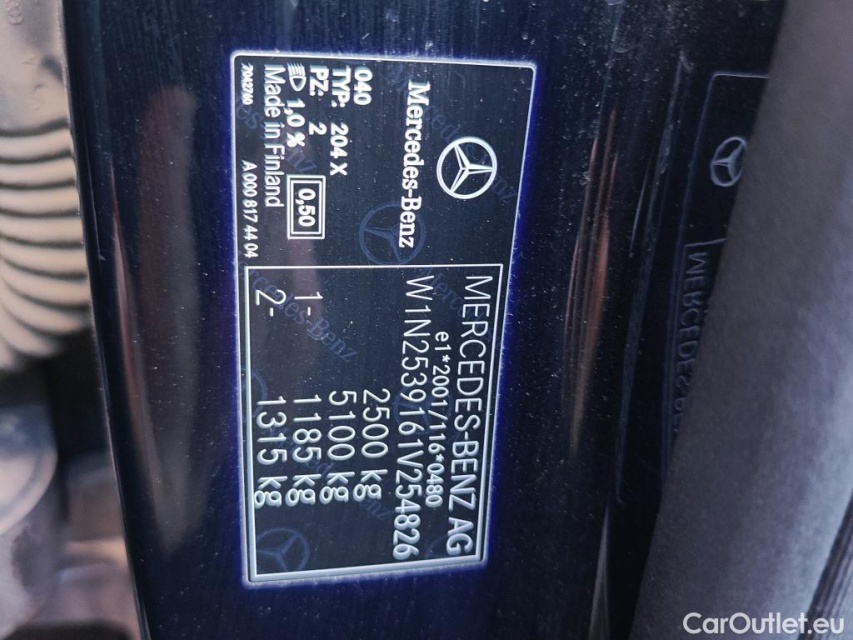 Mercedes-Benz
040
TYP: 204 X
PZ: 2
1,0 % 0,50
Made in Finland
7042760 A 000 817 44 04
MERCEDES-BENZ AG
e1*2001/116*0480
W1N2539161V254826
2500 kg
5100 kg
1- 1185 kg
2- 1315 kg
CarOutlet.eu